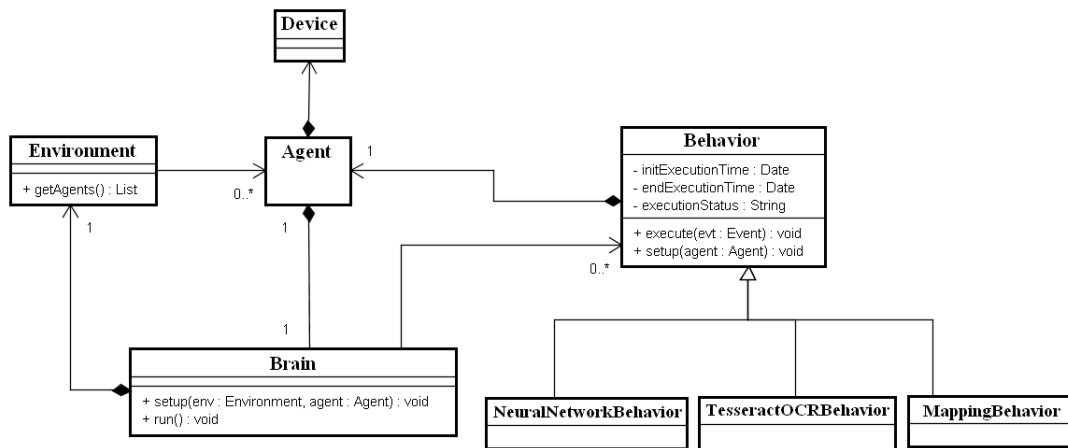 Device
Environment
+ getAgents() : List
1
Agent
0..*
1
1
1
Behavior
- initExecutionTime : Date
- endExecutionTime : Date
- executionStatus : String
+ execute(evt : Event) : void
+ setup(agent : Agent) : void
0..*
Brain
+ setup(env : Environment, agent : Agent) : void
+ run() : void
NeuralNetworkBehavior
TesseractOCRBehavior
MappingBehavior